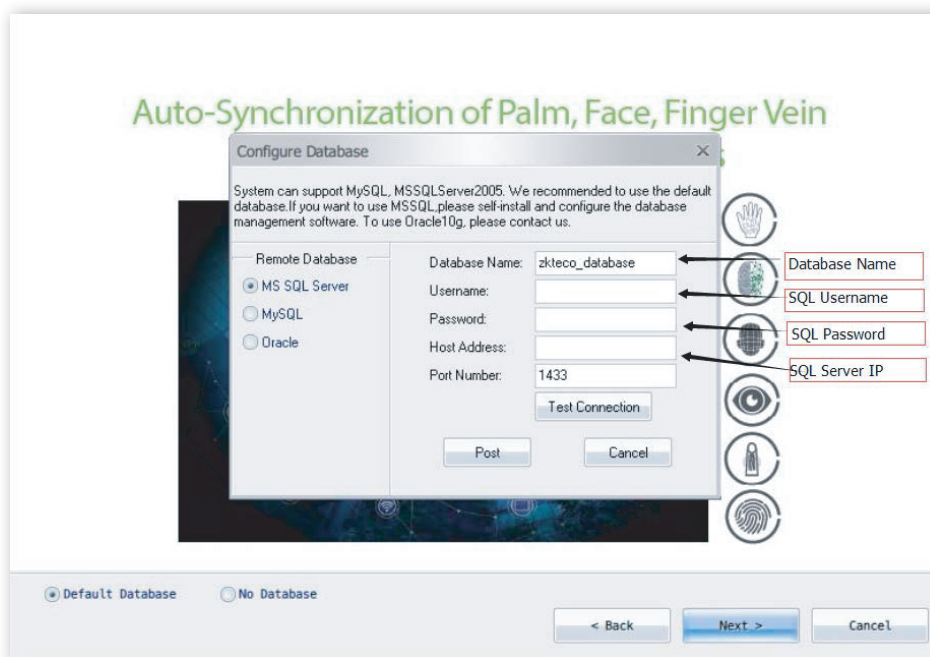 Auto-Synchronization of Palm, Face, Finger Vein
Configure Database
System can support MySQL, MSSQLServer2005. We recommended to use the default
database.If you want to use MSSQL,please self-install and configure the database
management software. To use Oracle10g, please contact us.
Remote Database
MS SQL Server
MySQL
Oracle
Database Name: zkteco_database
Username:
Password:
Host Address:
Port Number: 1433
Test Connection
Post
Cancel
Database Name
SQL Username
SQL Password
SQL Server IP
Default Database
No Database
< Back
Next >
Cancel